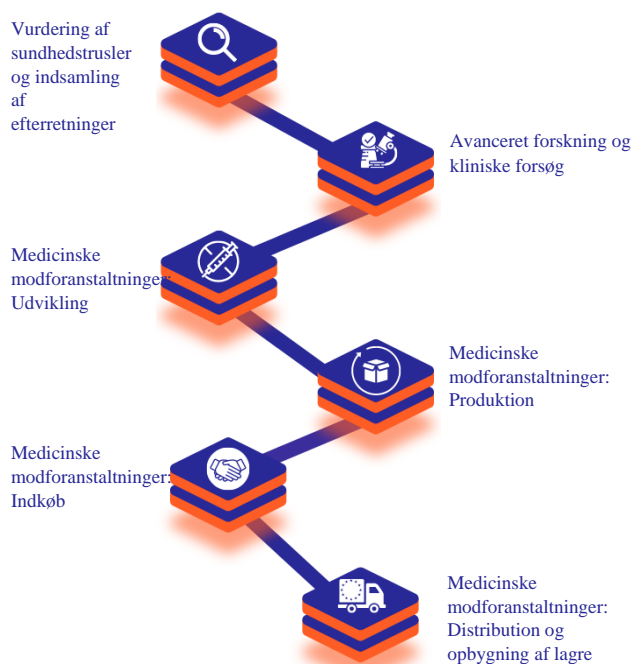 Vurdering af
sundhedstrusler
og indsamling
af
efterretninger
Avanceret forskning og
kliniske forsøg
Medicinske
modforanstaltninger:
Udvikling
Medicinske
modforanstaltninger:
Produktion
Medicinske
modforanstaltninger:
Indkøb
Medicinske
modforanstaltninger:
Distribution og
opbygning af lagre